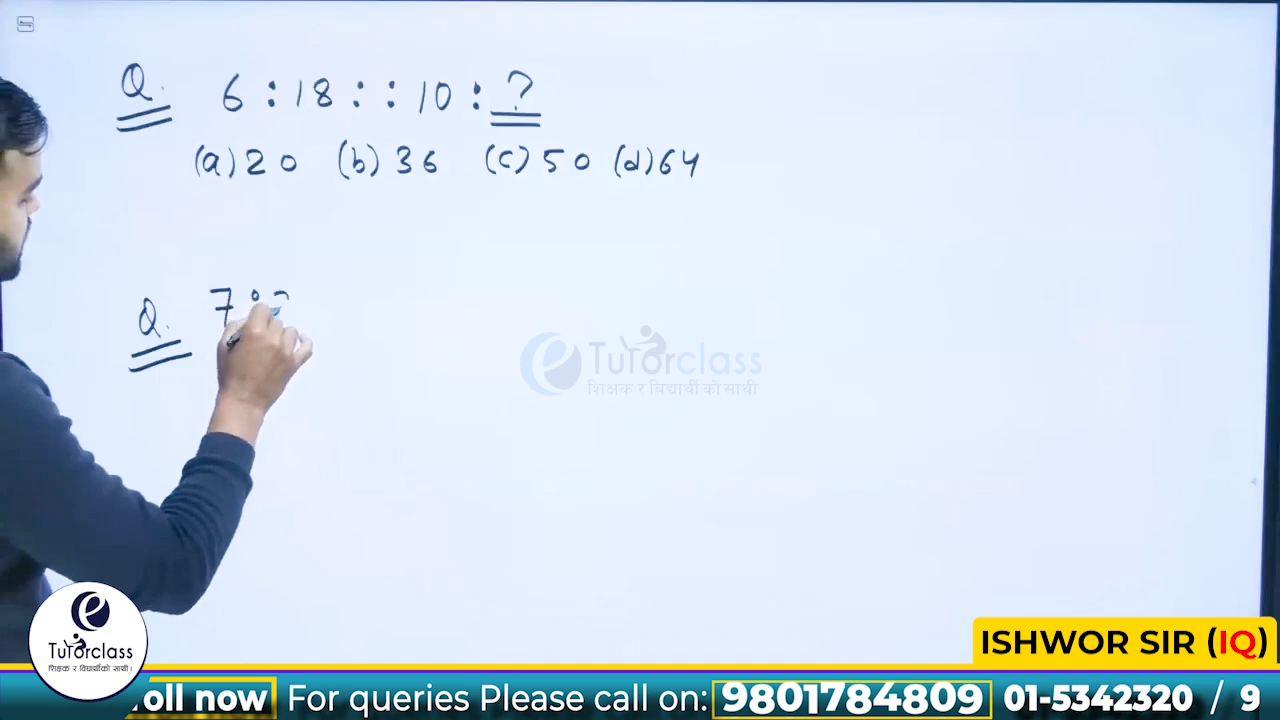 Q. 6 : 18 : : 10 : ?
(a) 20 (b) 36 (c) 50 (d) 64
Q. 7 :
Tutorclass
शिक्षक र विद्यार्थीको साथी
Tutorclass
शिक्षक र विद्यार्थीको साथी।
ISHWOR SIR (IQ)
oll now For queries Please call on: 9801784809 01-5342320 / 9